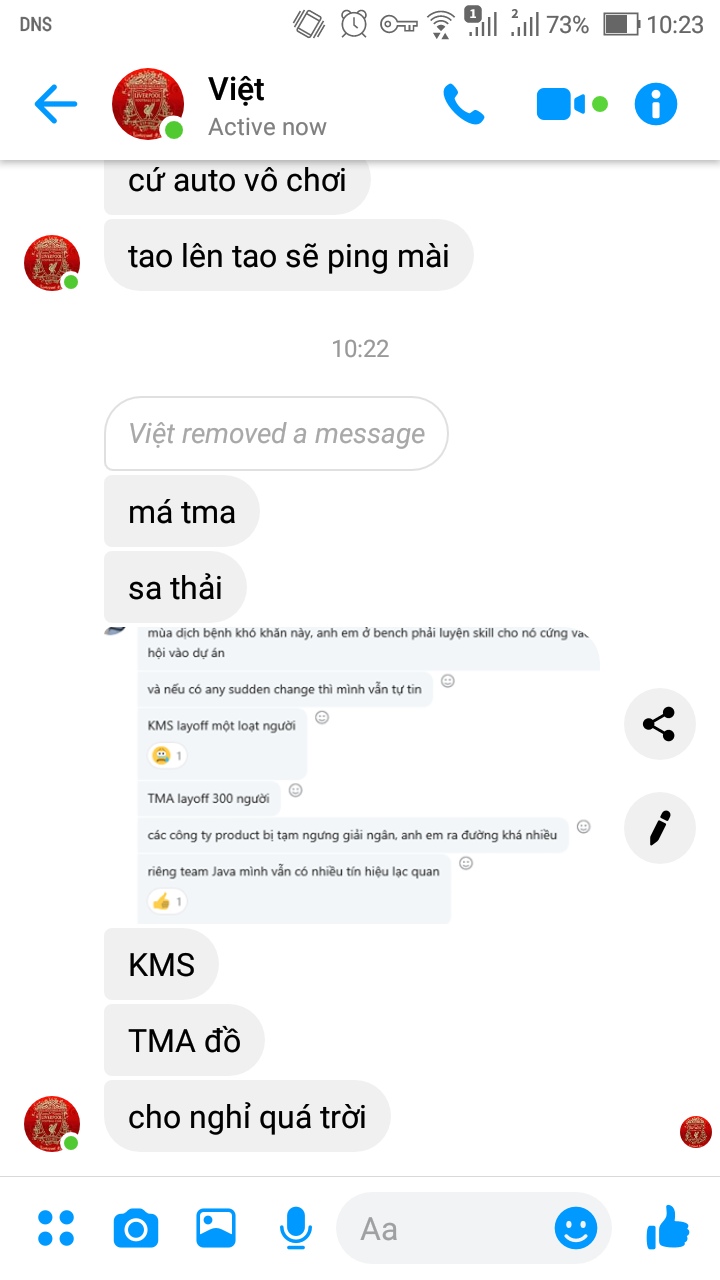 DNS
1
2
73%
10:23
Việt
Active now
cứ auto vô chơi
tao lên tao sẽ ping mài
10:22
Việt removed a message
má tma
sa thải
mùa dịch bệnh khó khăn này, anh em ở bench phải luyện skill cho nó cứng
hội vào dự án
và nếu có any sudden change thì mình vẫn tự tin
KMS layoff một loạt người
1
TMA layoff 300 người
các công ty product bị tạm ngưng giải ngân, anh em ra đường khá nhiều
riêng team Java mình vẫn có nhiều tín hiệu lạc quan
1
KMS
TMA đồ
cho nghỉ quá trời
Aa